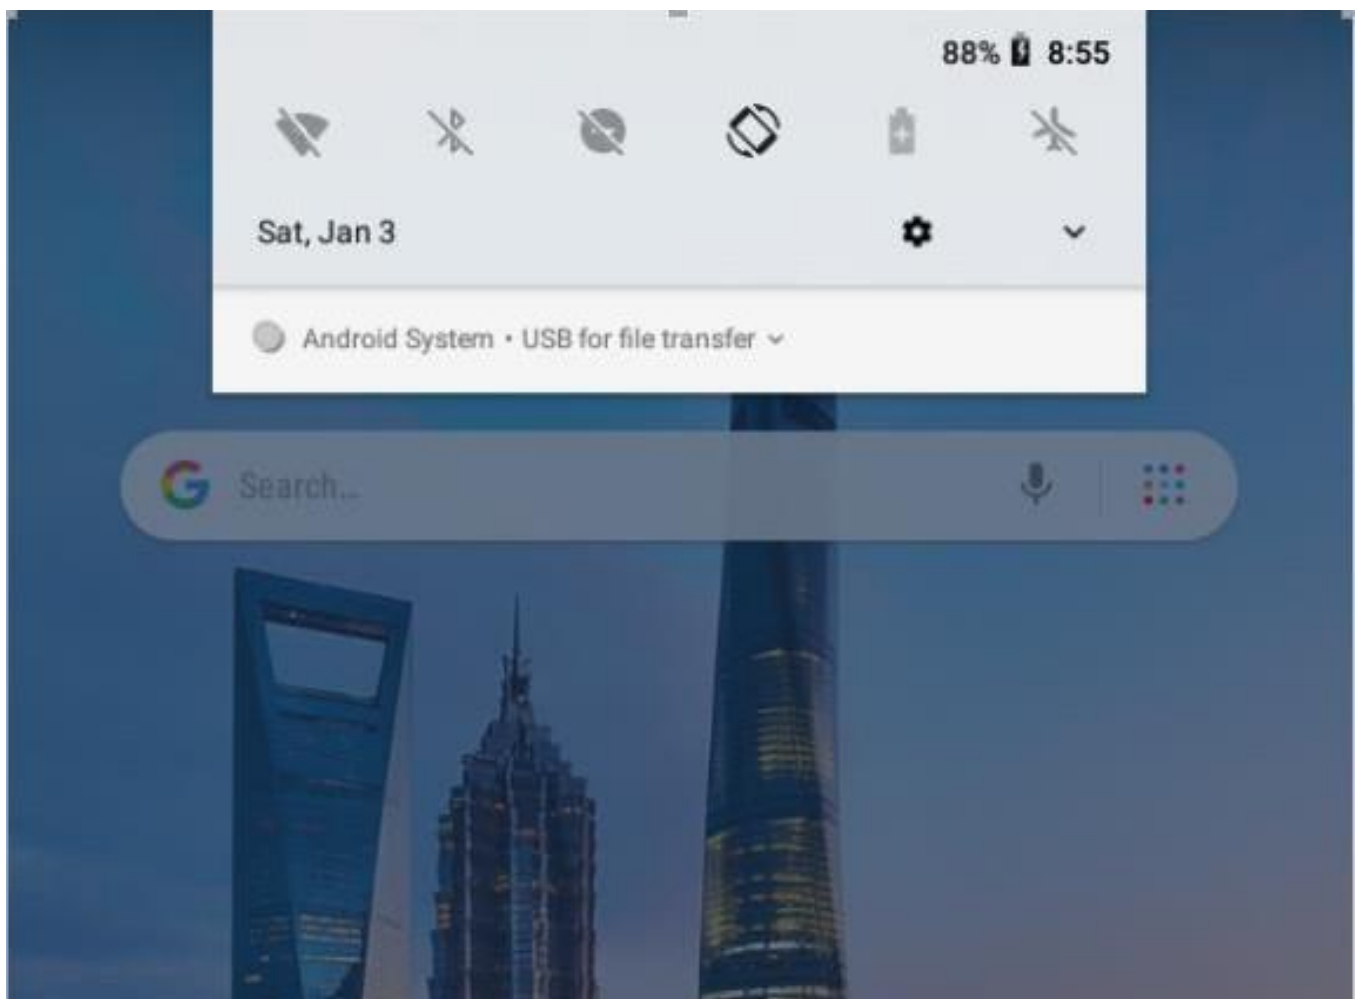 88% 8:55
Sat, Jan 3
Android System • USB for file transfer
Search...